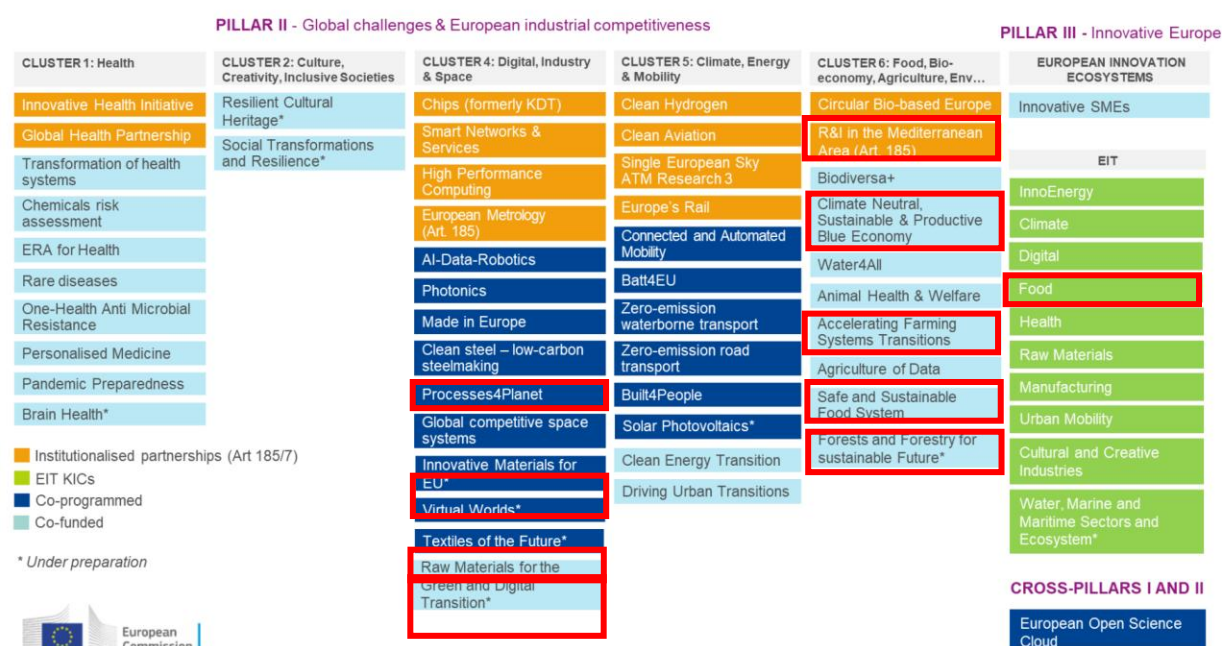 PILLAR II - Global challenges & European industrial competitiveness
PILLAR III - Innovative Europe
CLUSTER 1: Health
Innovative Health Initiative
Global Health Partnership
Transformation of health
systems
Chemicals risk
assessment
ERA for Health
Rare diseases
One-Health Anti Microbial
Resistance
Personalised Medicine
Pandemic Preparedness
Brain Health*
CLUSTER 2: Culture,
Creativity, Inclusive Societies
Resilient Cultural
Heritage*
Social Transformations
and Resilience*
CLUSTER 4: Digital, Industry
& Space
Chips (formerly KDT)
Smart Networks &
Services
High Performance
Computing
European Metrology
(Art. 185)
AI-Data-Robotics
Photonics
Made in Europe
Clean steel – low-carbon
steelmaking
Processes4Planet
Global competitive space
systems
Innovative Materials for
EU*
Virtual Worlds*
Textiles of the Future*
Raw Materials for the
Green and Digital
Transition*
CLUSTER 5: Climate, Energy
& Mobility
Clean Hydrogen
Clean Aviation
Single European Sky
ATM Research 3
Europe's Rail
Connected and Automated
Mobility
Batt4EU
Zero-emission
waterborne transport
Zero-emission road
transport
Built4People
Solar Photovoltaics*
Clean Energy Transition
Driving Urban Transitions
CLUSTER 6: Food, Bio-
economy, Agriculture, Env…
Circular Bio-based Europe
R&I in the Mediterranean
Area (Art. 185)
Biodiversa+
Climate Neutral,
Sustainable & Productive
Blue Economy
Water4All
Animal Health & Welfare
Accelerating Farming
Systems Transitions
Agriculture of Data
Safe and Sustainable
Food System
Forests and Forestry for
sustainable Future*
EUROPEAN INNOVATION
ECOSYSTEMS
Innovative SMEs
EIT
InnoEnergy
Climate
Digital
Food
Health
Raw Materials
Manufacturing
Urban Mobility
Cultural and Creative
Industries
Water, Marine and
Maritime Sectors and
Ecosystem*
CROSS-PILLARS I AND II
European Open Science
Cloud
Institutionalised partnerships (Art 185/7)
EIT KICs
Co-programmed
Co-funded
* Under preparation
European
Commission